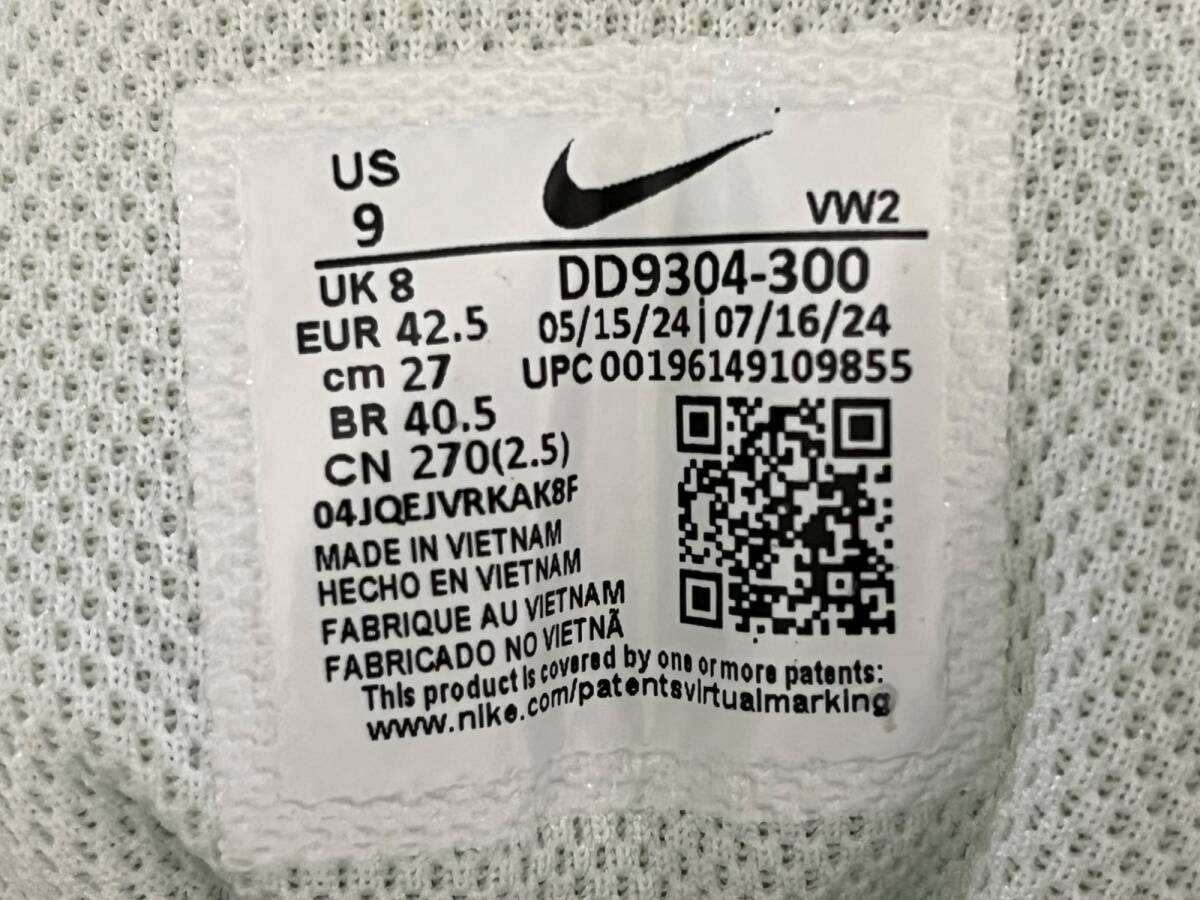 US
9
VW2
UK 8
DD9304-300
EUR 42.5
05/15/24|07/16/24
cm 27
UPC 00196149109855
BR 40.5
CN 270(2.5)
04JQEJVRKAK8F
MADE IN VIETNAM
HECHO EN VIETNAM
FABRIQUE AU VIETNAM
FABRICADO NO VIETNÃ
This product is covered by one or more patents:
www.nike.com/patentsvirtualmarking